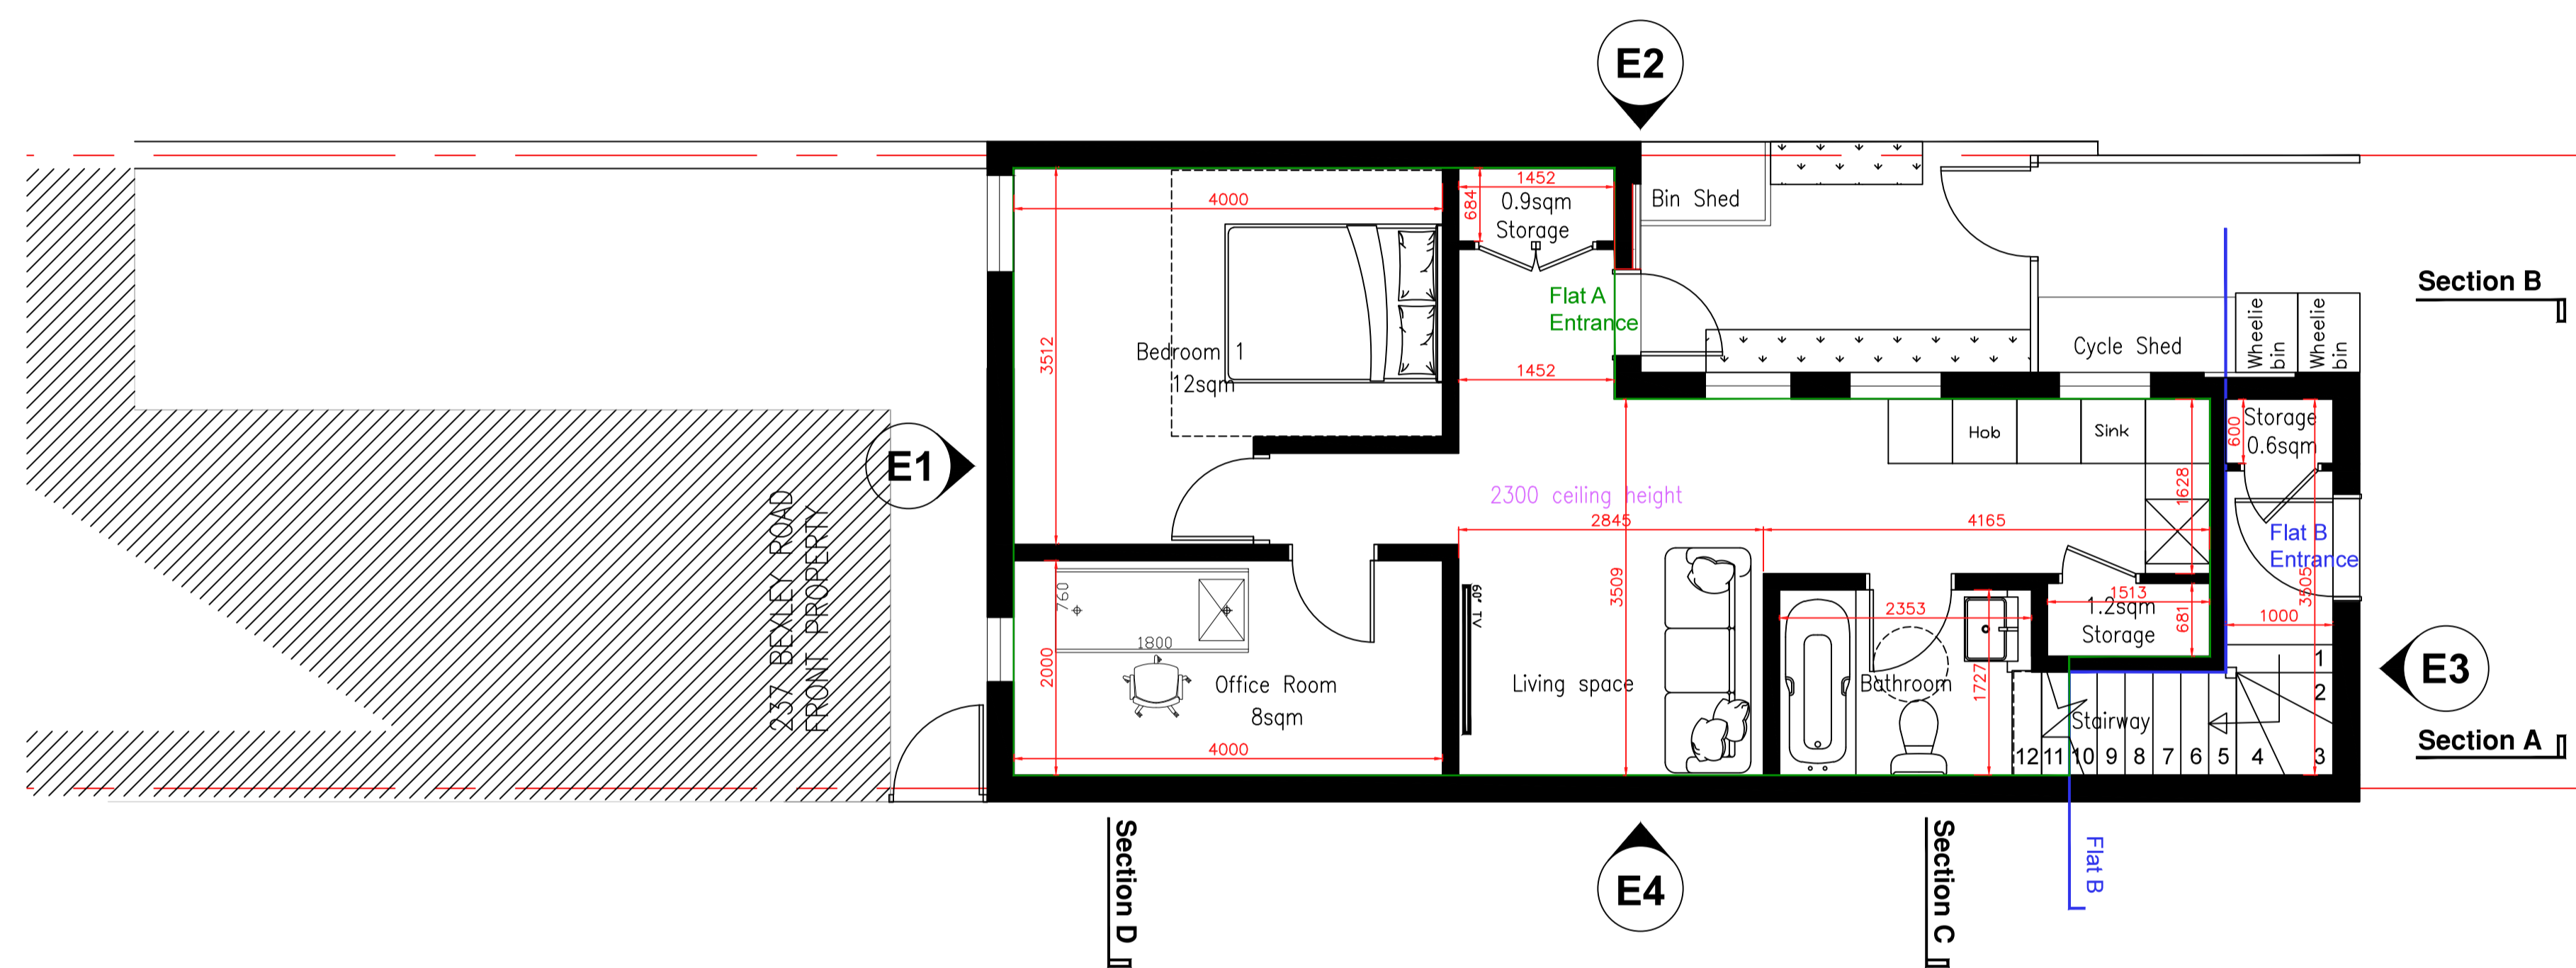 E2
1452
684
0.9sqm
Storage
Bin Shed
4000
Flat A
Entrance
Section B
Wheelie
bin
Wheelie
bin
Cycle Shed
3512
Bedroom 1
12sqm
1452
Storage
0.6sqm
600
Hob
Sink
E1
1628
2300 ceiling height
2845
4165
Flat B
Entrance
3505
237 BEXLEY ROAD
FRONT PROPERTY
760
1800
3509
60" TV
2353
1513
1.2sqm
Storage
681
1000
2000
Office Room
8sqm
Living space
Bathroom
1727
Stairway
1
2
E3
12
11
10
9
8
7
6
5
4
3
Section A
4000
Section D
E4
Section C
Flat B